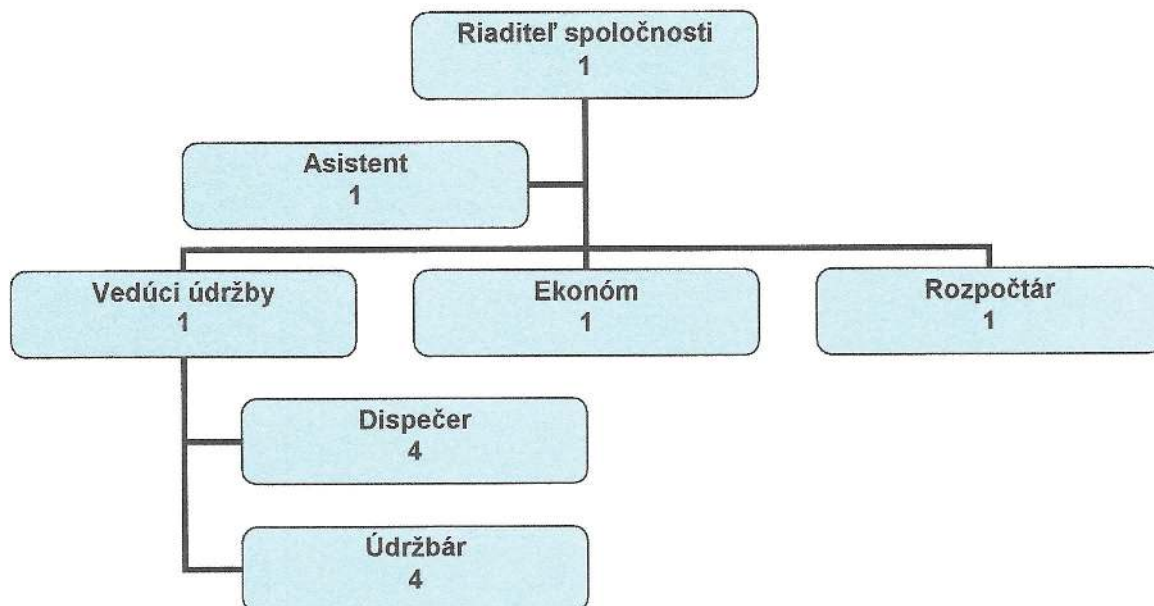 Riaditeľ spoločnosti
1
Asistent
1
Vedúci údržby
1
Ekonóm
1
Rozpočtár
1
Dispečer
4
Údržbár
4